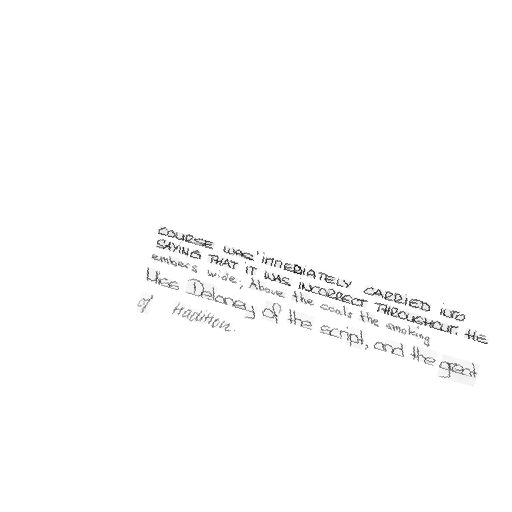 COURSE WAS' IMMEDIATELY CARRIED INTO
SAYING THAT IT WAS INCORRECT THROUGHOUT. HE
embers wide, Above the coals the smoking
Miss Delaney of the script, and the great
of tradition.